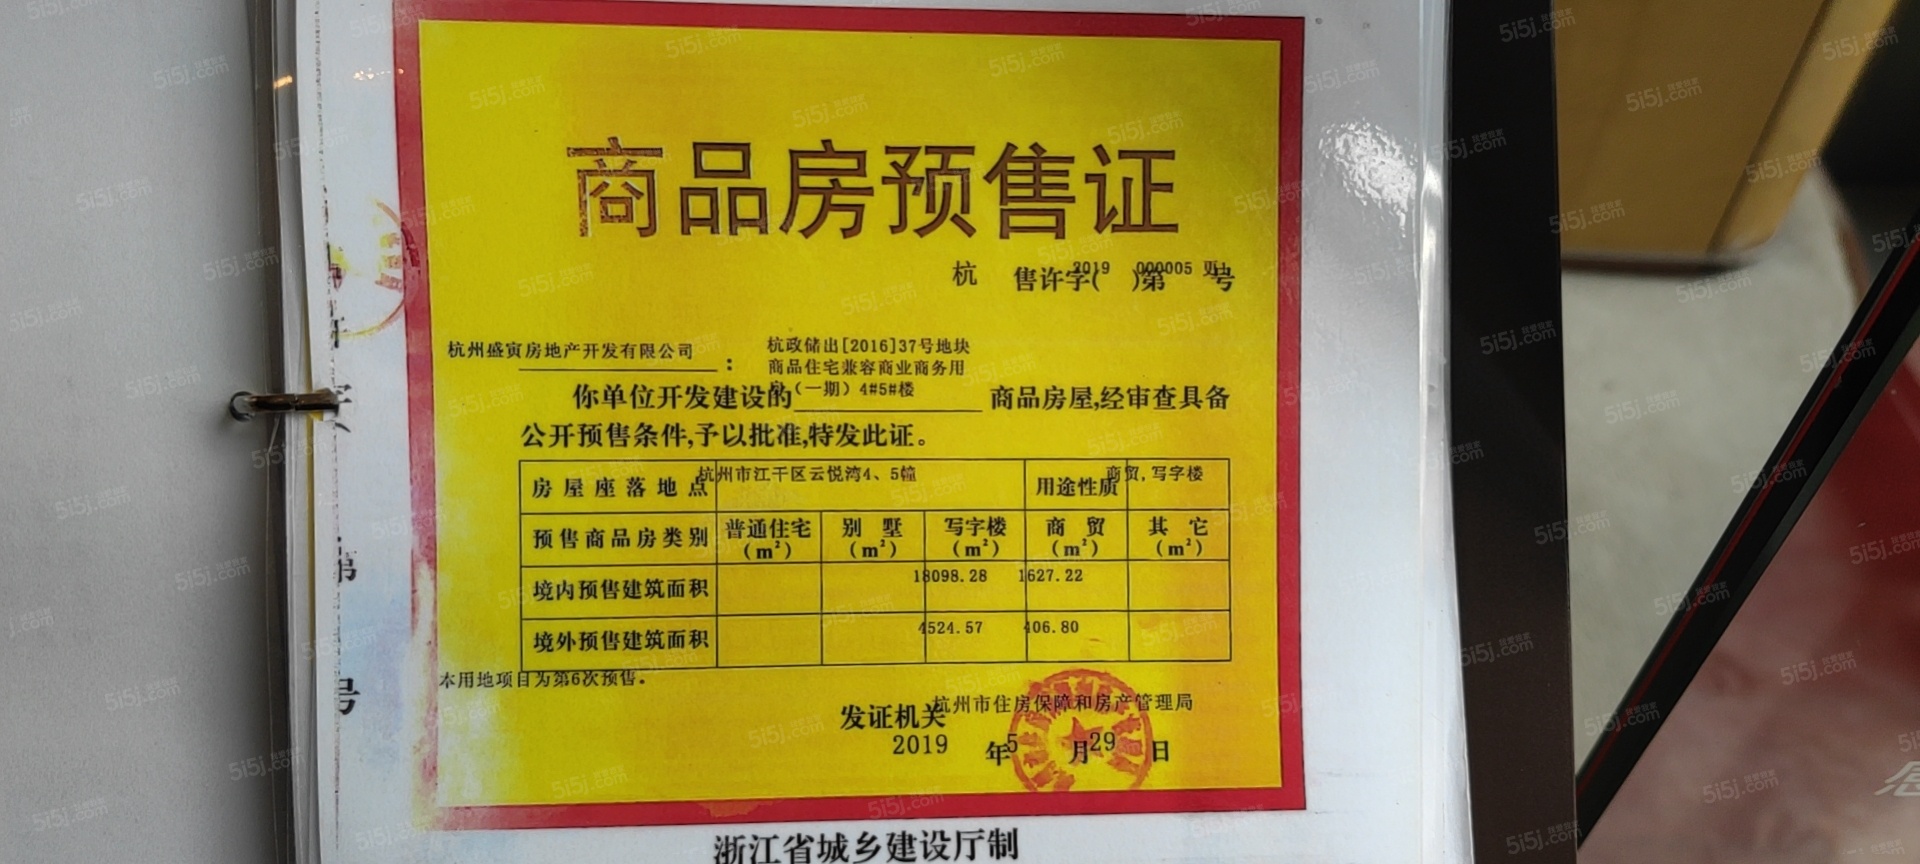 商品房预售证
杭 售许字(2019)第000005更1号
杭州盛寅房地产开发有限公司:
杭政储出[2016]37号地块
商品住宅兼容商业商务用
(一期)4#5#楼
你单位开发建设的 商品房屋,经审查具备
公开预售条件,予以批准,特发此证。
房屋座落地点 杭州市江干区云悦湾4、5幢 用途性质 商贸,写字楼
预售商品房类别 普通住宅(m²) 别墅(m²) 写字楼(m²) 商贸(m²) 其它(m²)
境内预售建筑面积 18098.28 1627.22
境外预售建筑面积 4524.57 406.80
本用地项目为第6次预售。
发证机关 杭州市住房保障和房产管理局
2019年5月29日
浙江省城乡建设厅制
第
号
5i5j.com 我爱我家